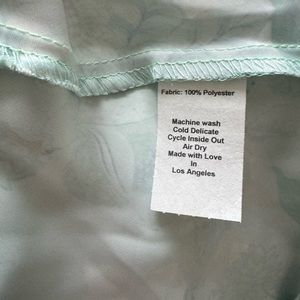 Fabric: 100% Polyester
Machine wash
Cold Delicate
Cycle Inside Out
Air Dry
Made with Love
In
Los Angeles